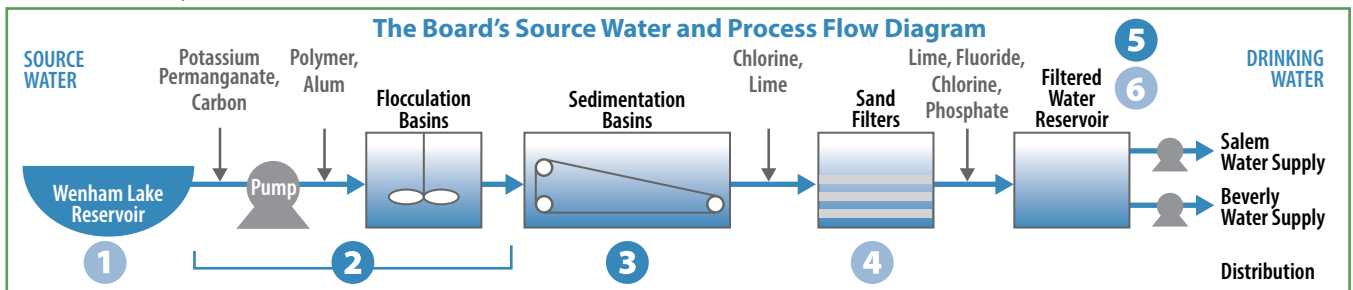 The Board's Source Water and Process Flow Diagram
SOURCE
WATER
Potassium
Permanganate,
Carbon
Polymer,
Alum
Flocculation
Basins
Sedimentation
Basins
Chlorine,
Lime
Sand
Filters
Lime, Fluoride,
Chlorine,
Phosphate
Filtered
Water
Reservoir
5
6
DRINKING
WATER
Wenham Lake
Reservoir
Pump
Salem
Water Supply
Beverly
Water Supply
Distribution
1
2
3
4